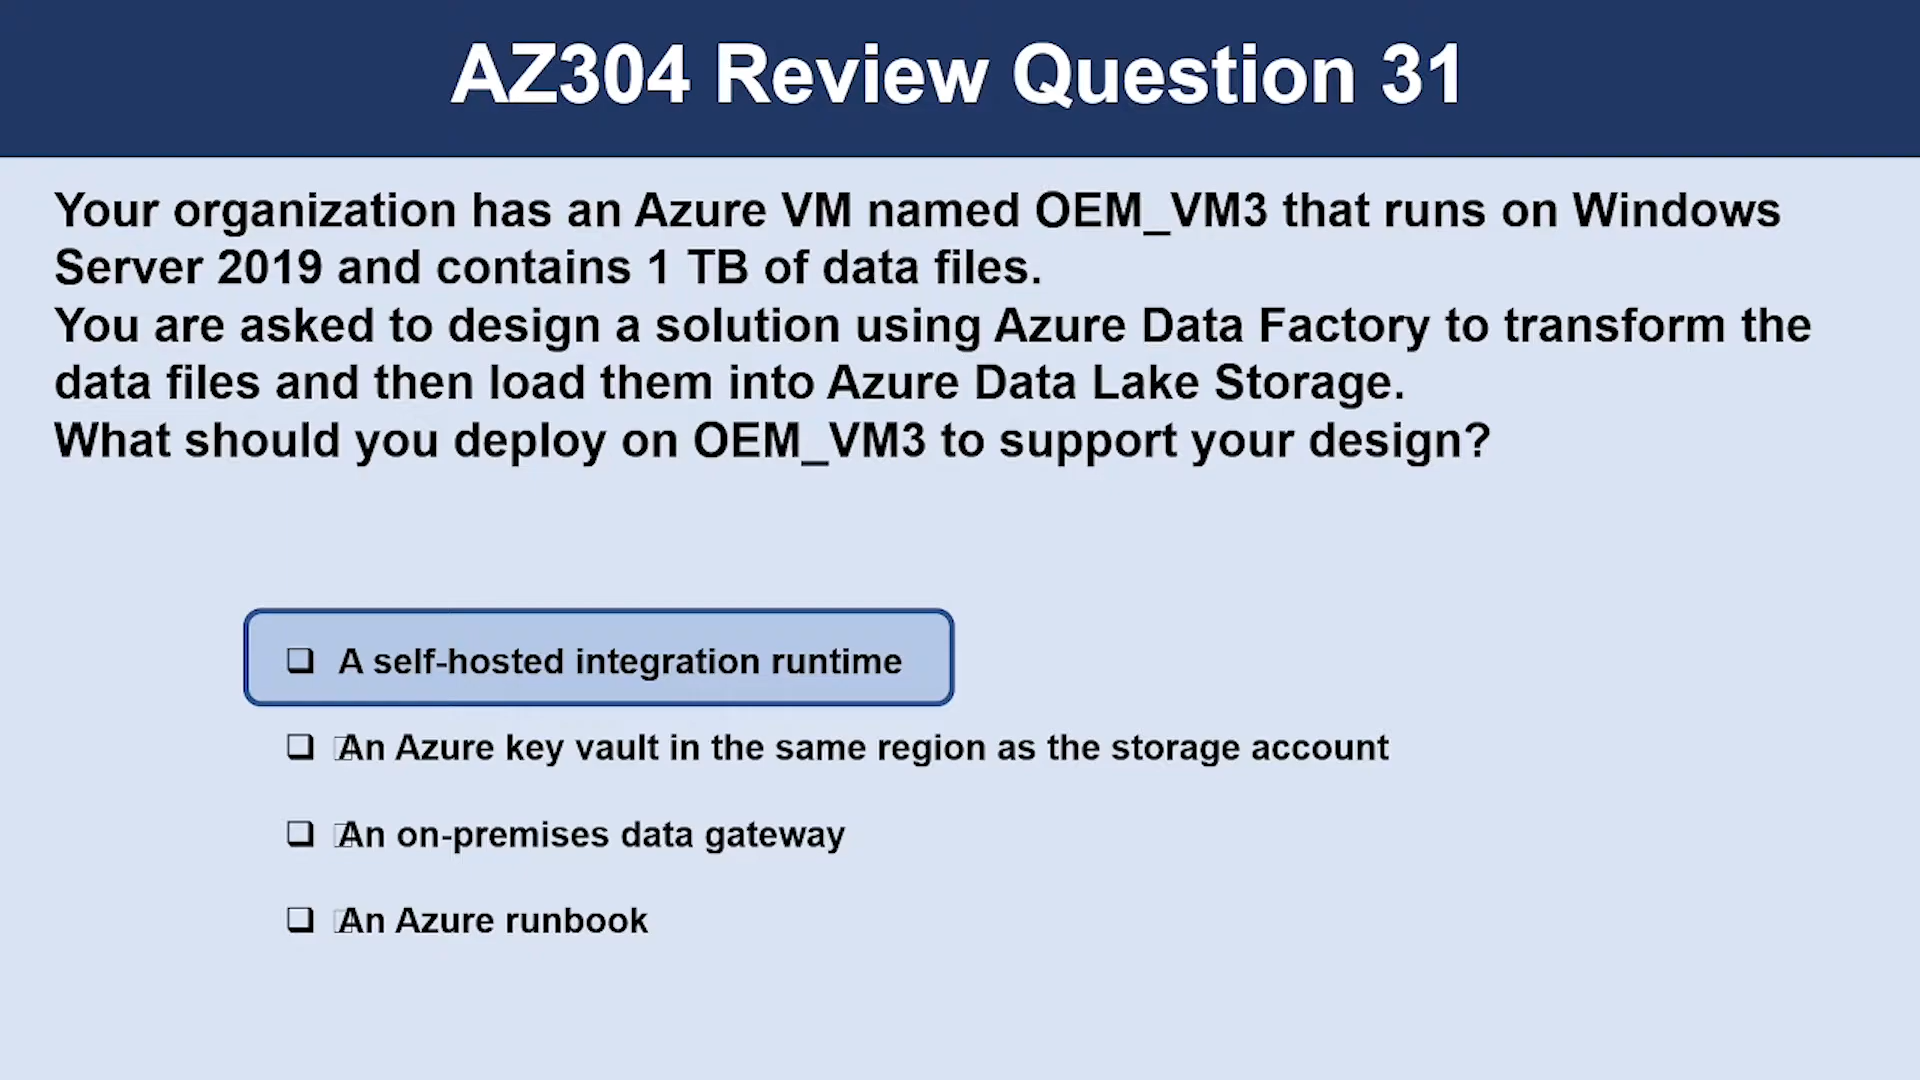 AZ304 Review Question 31
Your organization has an Azure VM named OEM_VM3 that runs on Windows
Server 2019 and contains 1 TB of data files.
You are asked to design a solution using Azure Data Factory to transform the
data files and then load them into Azure Data Lake Storage.
What should you deploy on OEM_VM3 to support your design?
❑ A self-hosted integration runtime
❑ An Azure key vault in the same region as the storage account
❑ An on-premises data gateway
❑ An Azure runbook